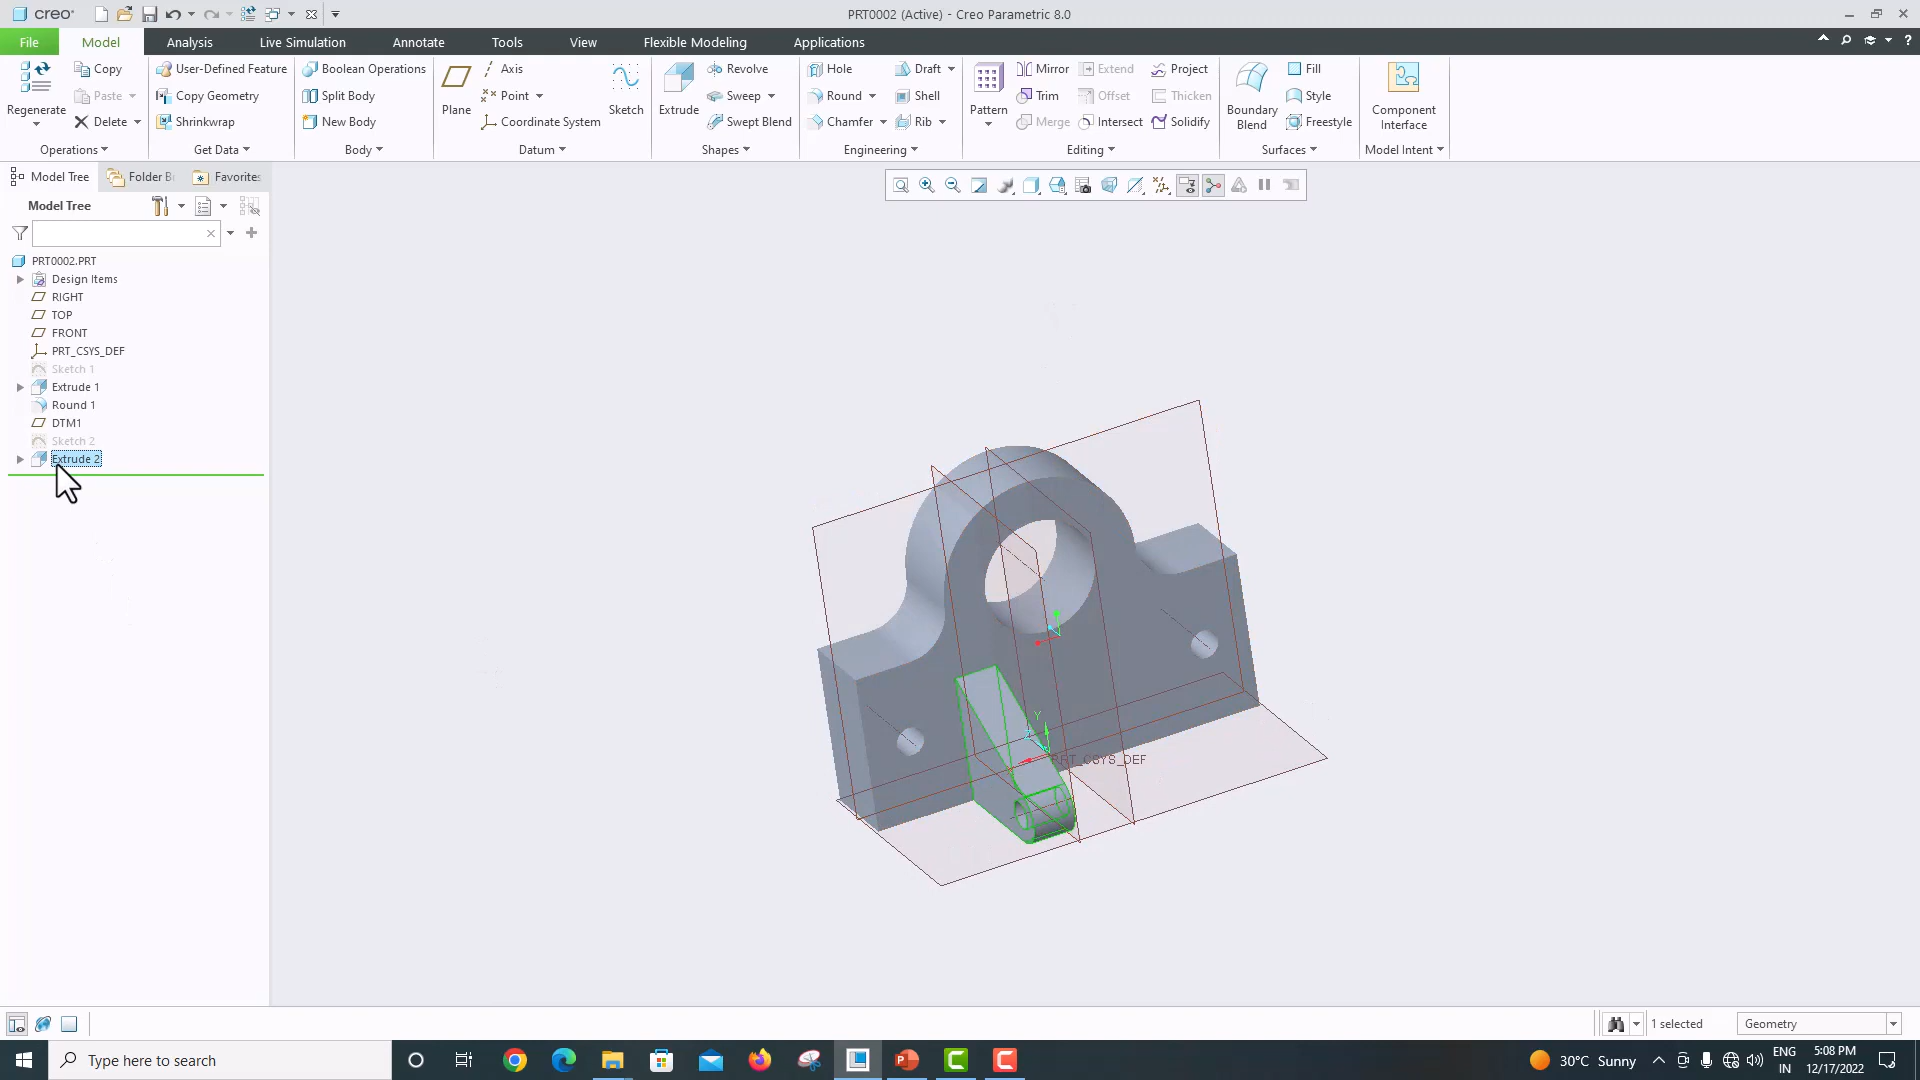 creo
PRT0002 (Active) - Creo Parametric 8.0
File Model Analysis Live Simulation Annotate Tools View Flexible Modeling Applications
Regenerate
Copy
Paste
Delete
Operations
User-Defined Feature
Copy Geometry
Shrinkwrap
Get Data
Boolean Operations
Split Body
New Body
Body
Plane
Axis
Point
Coordinate System
Sketch
Datum
Extrude
Revolve
Sweep
Swept Blend
Shapes
Hole
Round
Chamfer
Draft
Shell
Rib
Engineering
Pattern
Mirror
Trim
Merge
Extend
Offset
Intersect
Project
Thicken
Solidify
Editing
Boundary
Blend
Fill
Style
Freestyle
Surfaces
Component
Interface
Model Intent
Model Tree
Folder B
Favorites
Model Tree
PRT0002.PRT
Design Items
RIGHT
TOP
FRONT
PRT_CSYS_DEF
Sketch 1
Extrude 1
Round 1
DTM1
Sketch 2
Extrude 2
Y
PRT_CSYS_DEF
1 selected
Geometry
Type here to search
30°C Sunny
ENG
IN
5:08 PM
12/17/2022